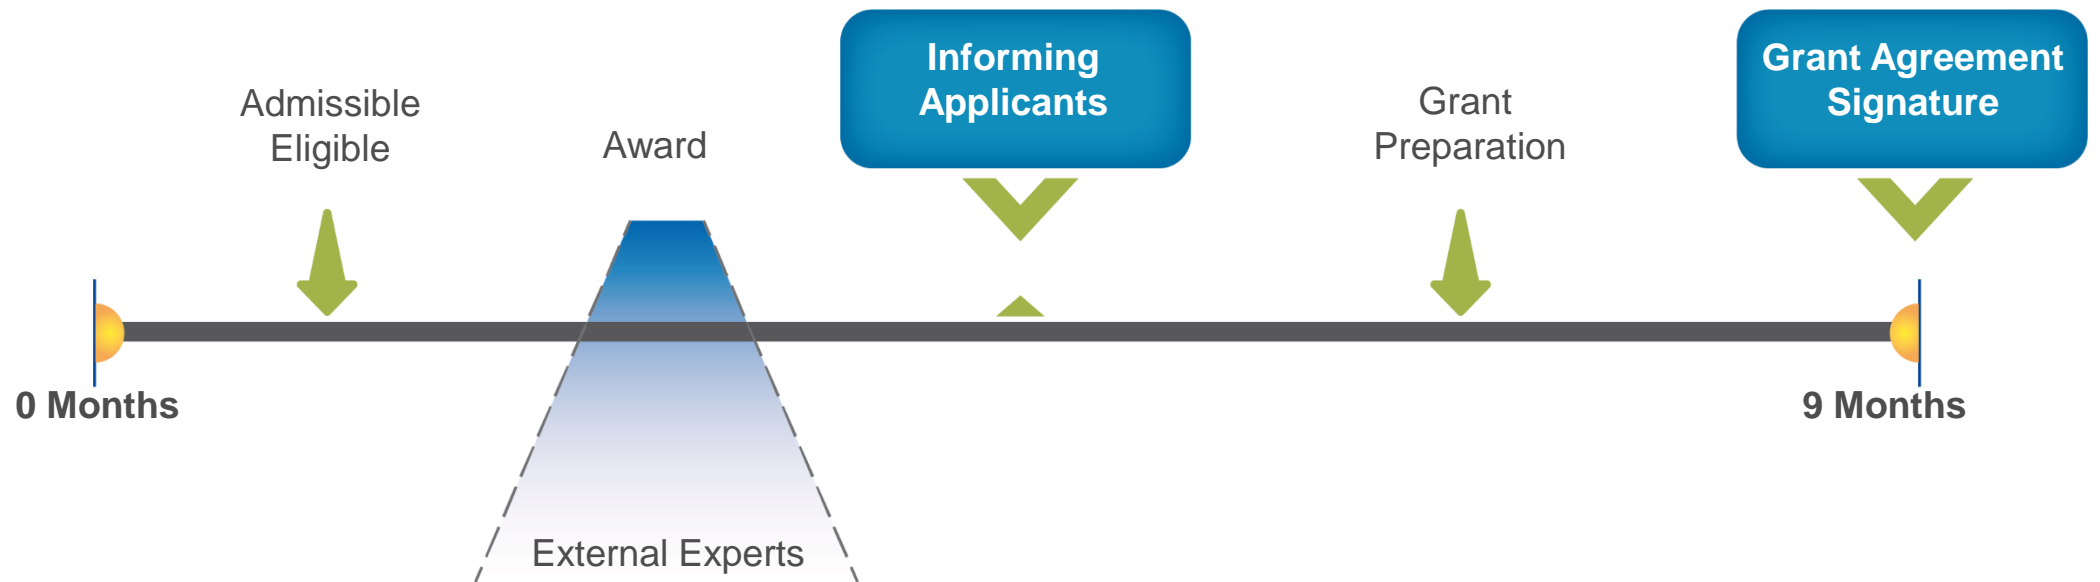 Admissible
Eligible
Award
Informing
Applicants
Grant
Preparation
Grant Agreement
Signature
0 Months
9 Months
External Experts